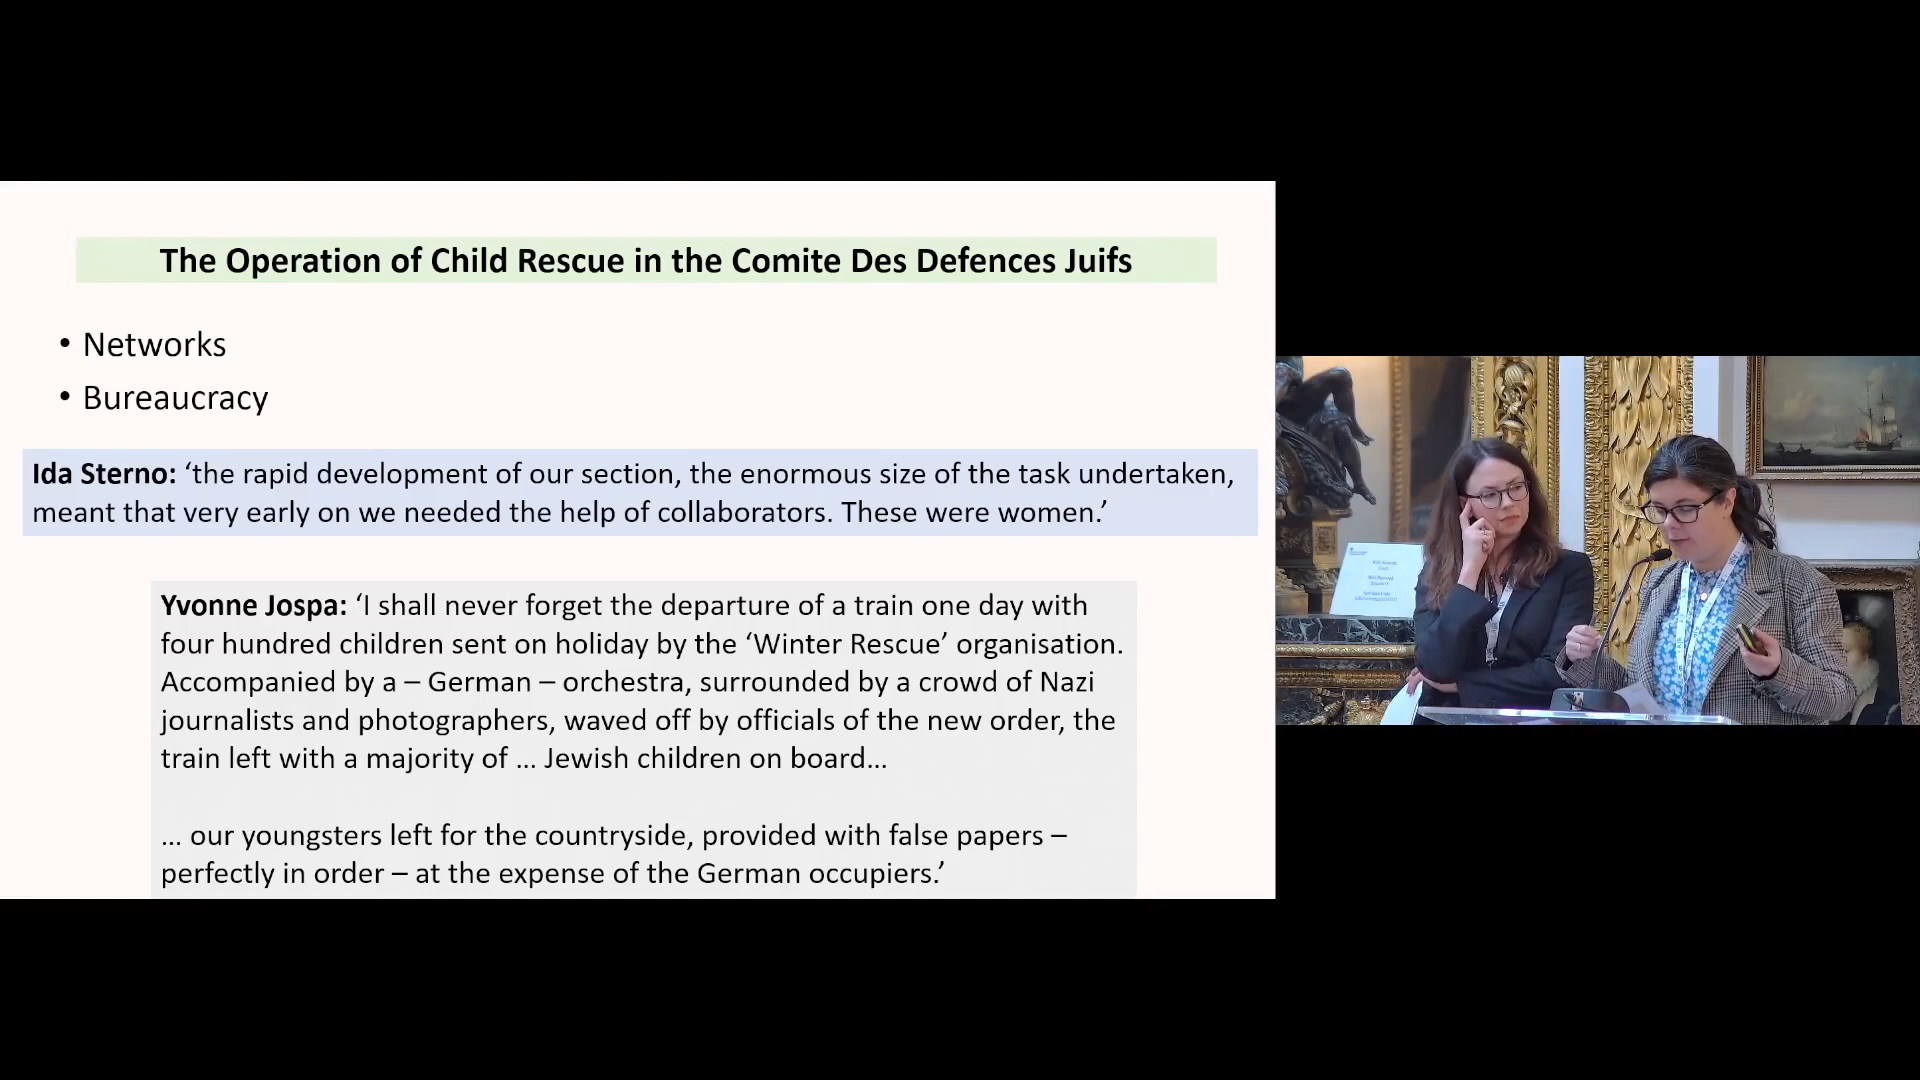 The Operation of Child Rescue in the Comite Des Defences Juifs
• Networks
• Bureaucracy
Ida Sterno: ‘the rapid development of our section, the enormous size of the task undertaken,
meant that very early on we needed the help of collaborators. These were women.’
Yvonne Jospa: ‘I shall never forget the departure of a train one day with
four hundred children sent on holiday by the ‘Winter Rescue’ organisation.
Accompanied by a – German – orchestra, surrounded by a crowd of Nazi
journalists and photographers, waved off by officials of the new order, the
train left with a majority of ... Jewish children on board...
... our youngsters left for the countryside, provided with false papers –
perfectly in order – at the expense of the German occupiers.’